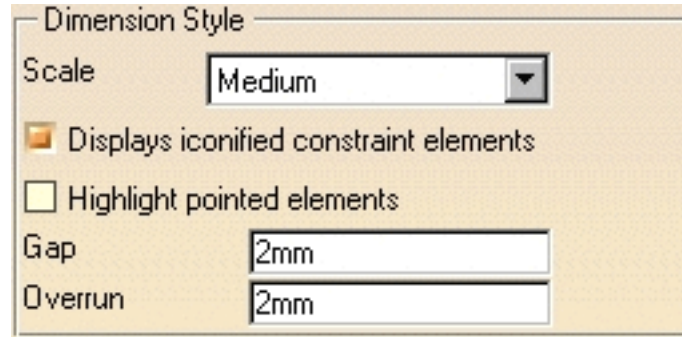 Dimension Style
Scale Medium
Displays iconified constraint elements
Highlight pointed elements
Gap 2mm
Overrun 2mm